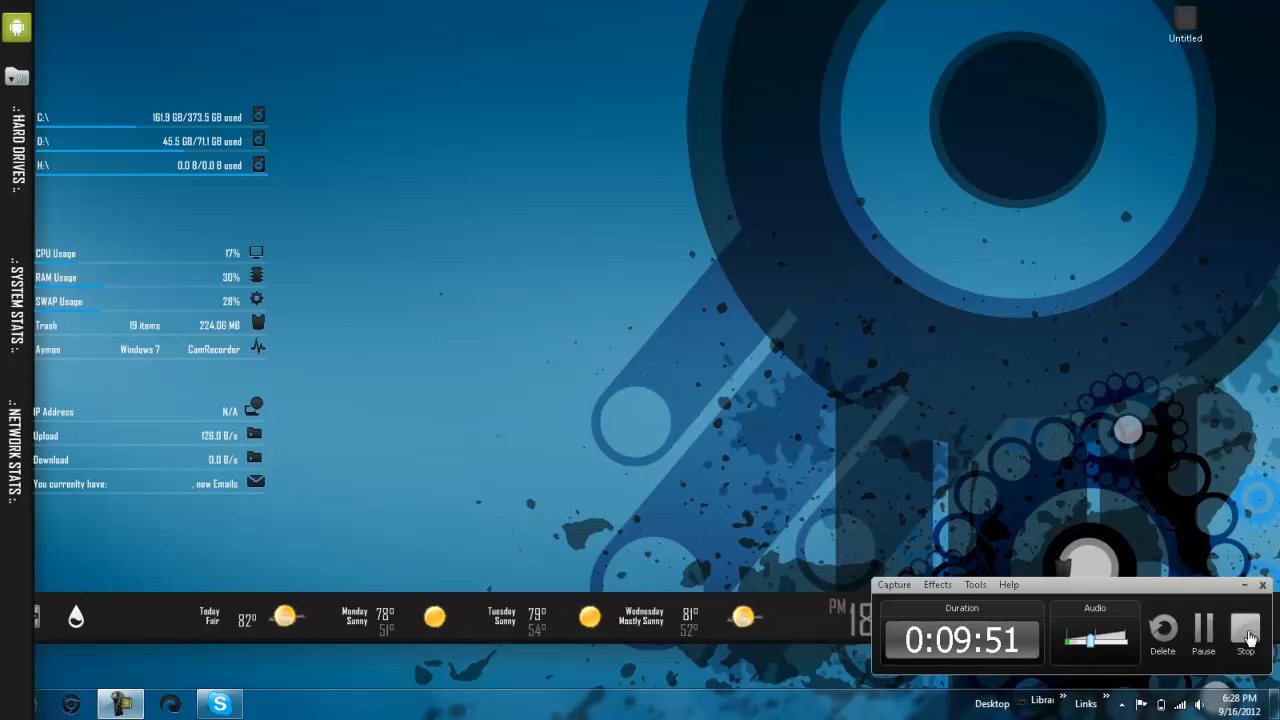 Untitled
.: HARD DRIVES :.
C:\ 161.9 GB/373.5 GB used
D:\ 45.5 GB/71.1 GB used
H:\ 0.0 B/0.0 B used
.: SYSTEM STATS :.
CPU Usage 17%
RAM Usage 30%
SWAP Usage 28%
Trash 19 items 224.06 MB
Ayman Windows 7 CamRecorder
.: NETWORK STATS :.
IP Address N/A
Upload 126.0 B/s
Download 0.0 B/s
You currently have: , new Emails
Today
Fair
82°
Monday
Sunny
78°
51°
Tuesday
Sunny
79°
54°
Wednesday
Mostly Sunny
81°
52°
PM 18
Capture Effects Tools Help
Duration
0:09:51
Audio
Delete Pause Stop
Desktop Librar » Links »
6:28 PM
9/16/2012